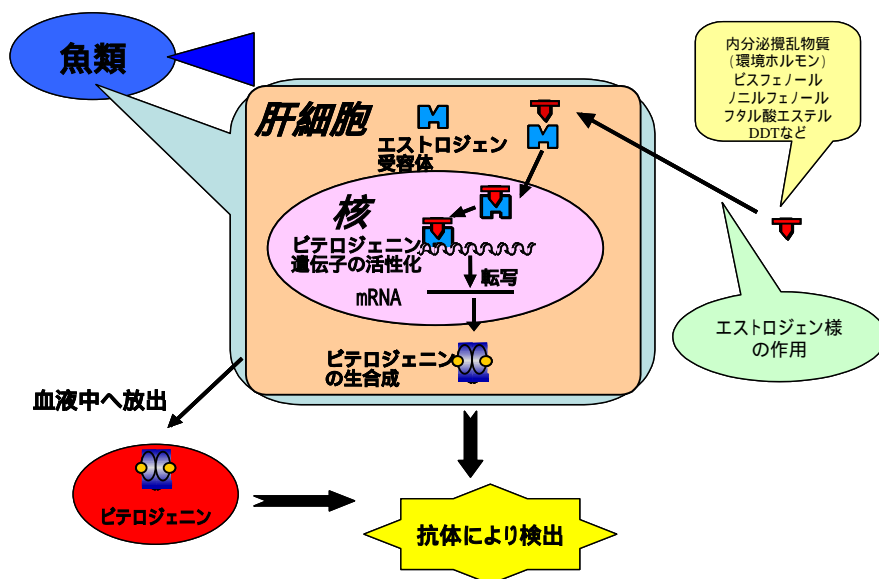 魚類
内分泌攪乱物質
(環境ホルモン)
ビスフェノール
ノニルフェノール
フタル酸エステル
DDTなど
肝細胞
エストロジェン
受容体
核
ビテロジェニン
遺伝子の活性化
転写
mRNA
エストロジェン様
の作用
ビテロジェニン
の生合成
血液中へ放出
ビテロジェニン
抗体により検出